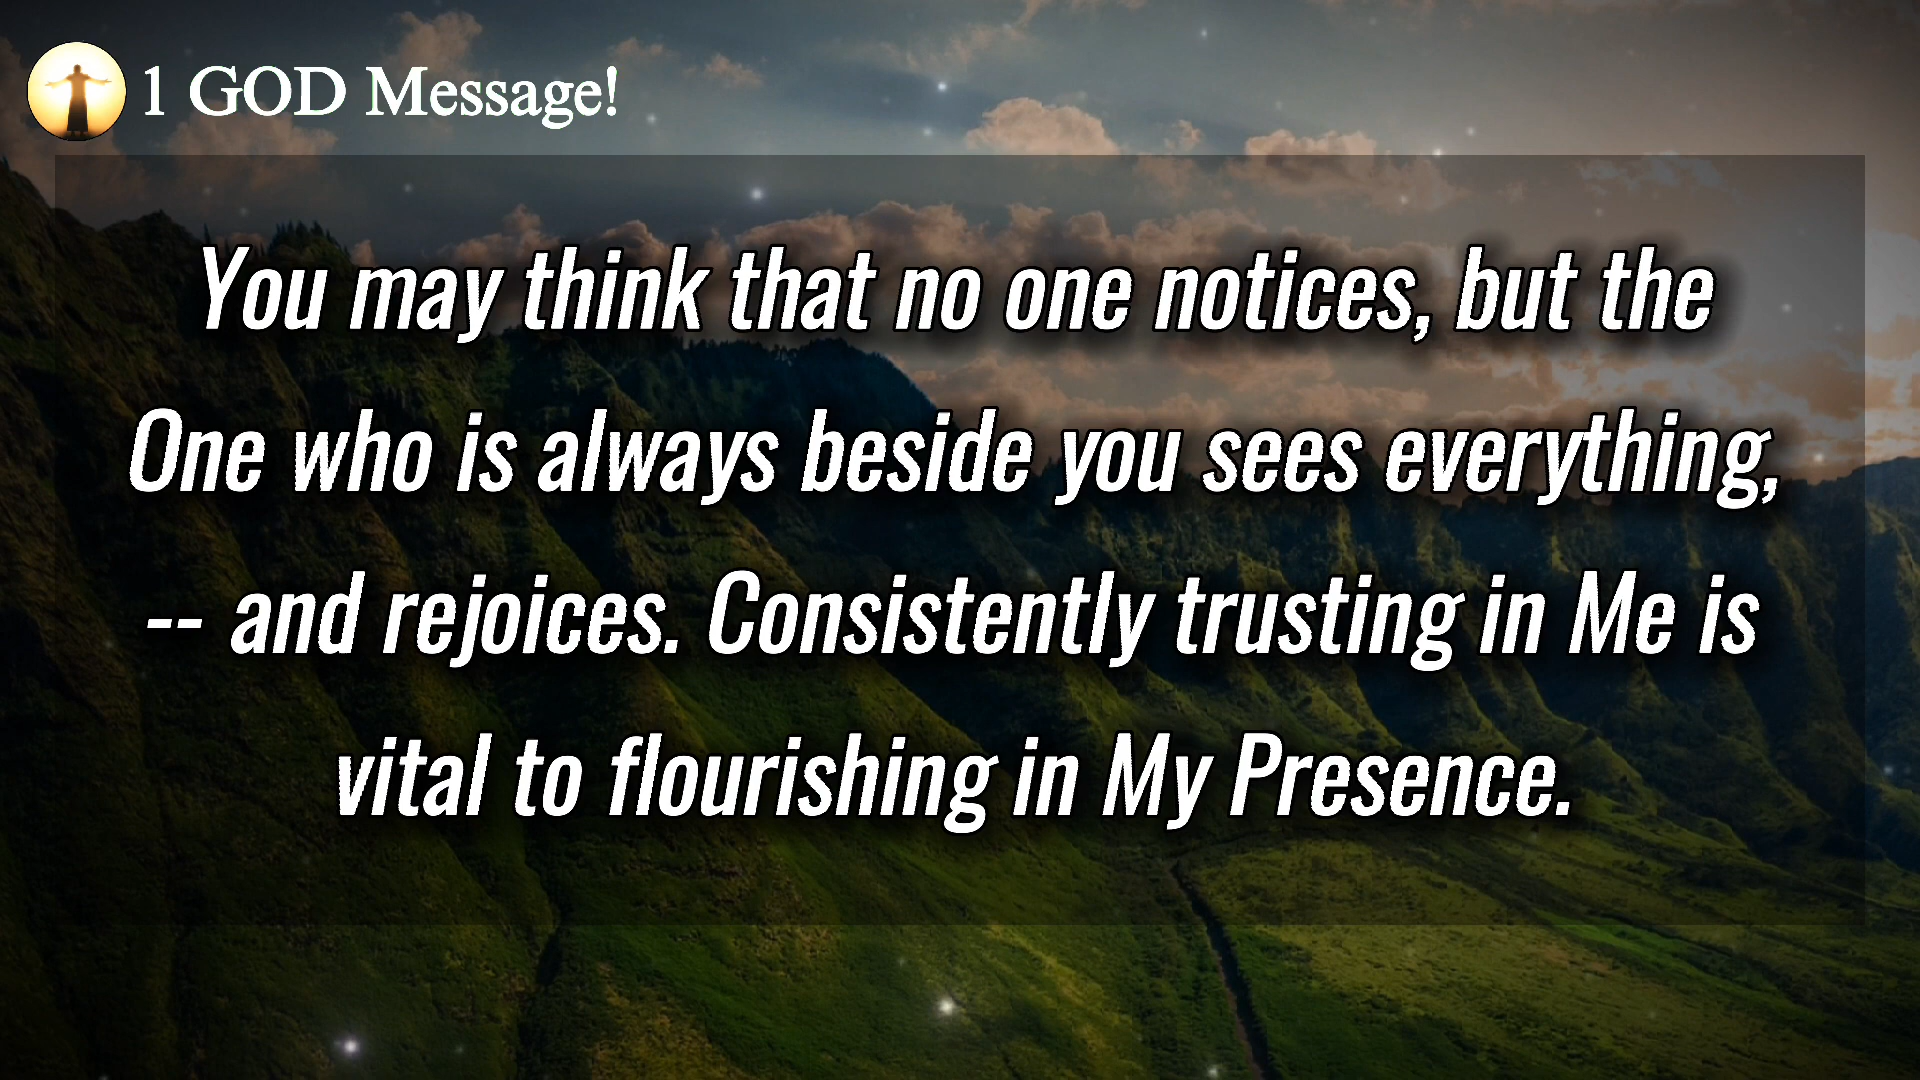 1 GOD Message!
You may think that no one notices, but the
One who is always beside you sees everything,
-- and rejoices. Consistently trusting in Me is
vital to flourishing in My Presence.